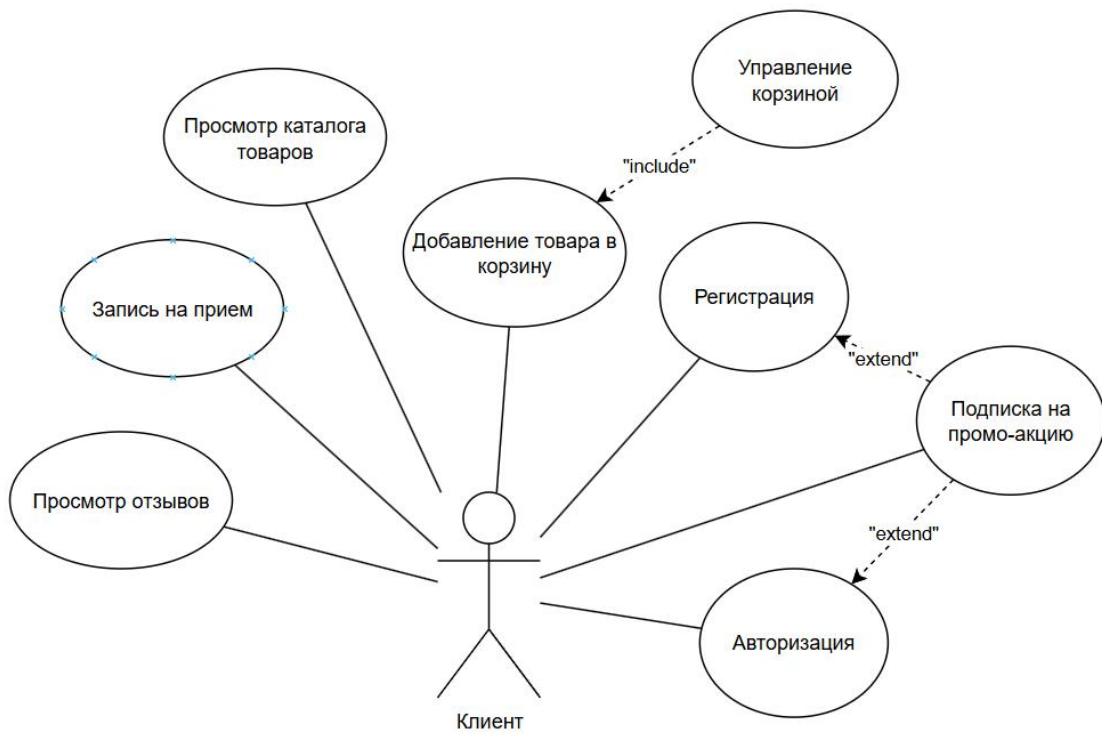 Управление
корзиной
Просмотр каталога
товаров
"include"
Добавление товара в
корзину
Регистрация
Запись на прием
"extend"
Подписка на
промо-акцию
Просмотр отзывов
"extend"
Авторизация
Клиент